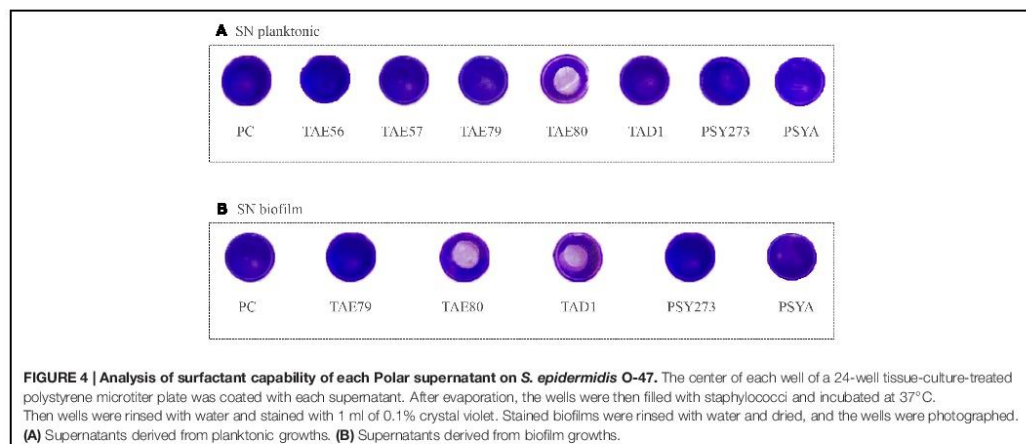 A SN planktonic
PC TAE56 TAE57 TAE79 TAE80 TAD1 PSY273 PSYA
B SN biofilm
PC TAE79 TAE80 TAD1 PSY273 PSYA
FIGURE 4 | Analysis of surfactant capability of each Polar supernatant on S. epidermidis O-47. The center of each well of a 24-well tissue-culture-treated
polystyrene microtiter plate was coated with each supernatant. After evaporation, the wells were then filled with staphylococci and incubated at 37°C.
Then wells were rinsed with water and stained with 1 ml of 0.1% crystal violet. Stained biofilms were rinsed with water and dried, and the wells were photographed.
(A) Supernatants derived from planktonic growths. (B) Supernatants derived from biofilm growths.